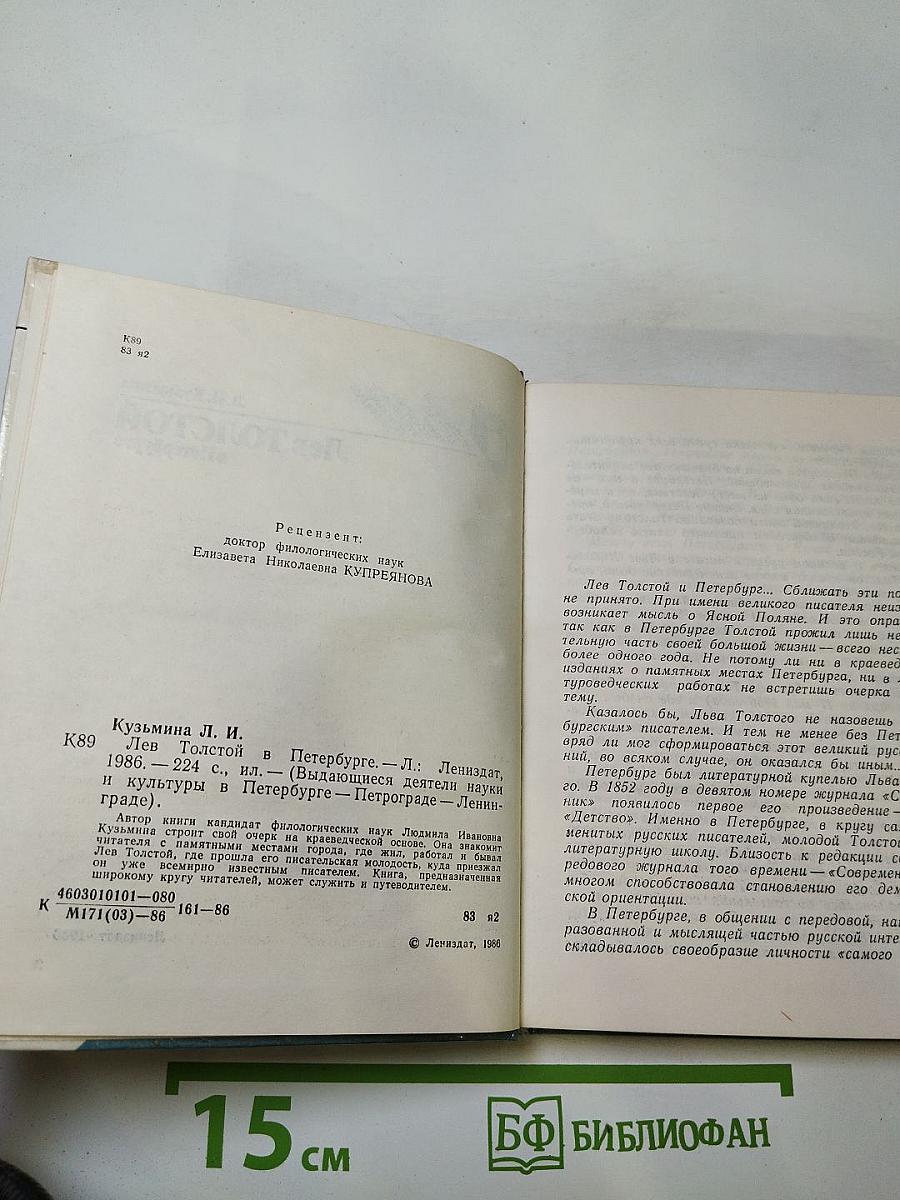 К89
83 я2
Рецензент:
доктор филологических наук
Елизавета Николаевна КУПРЕЯНОВА
Кузьмина Л. И.
К89 Лев Толстой в Петербурге. — Л.: Лениздат,
1986. — 224 с., ил. — (Выдающиеся деятели науки
и культуры в Петербурге — Петрограде — Ленин-
граде).
Автор книги кандидат филологических наук Людмила Ивановна
Кузьмина строит свой очерк на краеведческой основе. Она знакомит
читателя с памятными местами города, где жил, работал и бывал
Лев Толстой, где прошла его писательская молодость, куда приезжал
он уже всемирно известным писателем. Книга, предназначенная
широкому кругу читателей, может служить и путеводителем.
К 4603010101—080
М171(03)—86 161—86
83 я2
© Лениздат, 1986
Лев Толстой и Петербург... Сближать эти по
не принято. При имени великого писателя неиз
возникает мысль о Ясной Поляне. И это опра
так как в Петербурге Толстой прожил лишь не
тельную часть своей большой жизни — всего нес
более одного года. Не потому ли ни в краевед
изданиях о памятных местах Петербурга, ни в
туроведческих работах не встретишь очерка
тему.
Казалось бы, Льва Толстого не назовешь
бургским» писателем. И тем не менее без Пет
вряд ли мог сформироваться этот великий рус
ний, во всяком случае, он оказался бы иным...
Петербург был литературной купелью Льва
го. В 1852 году в девятом номере журнала «С
ник» появилось первое его произведение —
«Детство». Именно в Петербурге, в кругу са
менитых русских писателей, молодой Толсто
литературную школу. Близость к редакции со
редового журнала того времени — «Современ
многом способствовала становлению его дем
ской ориентации.
В Петербурге, в общении с передовой, на
разованной и мыслящей частью русской инте
складывалось своеобразие личности «самого
15 см
БФ БИБЛИОФАН